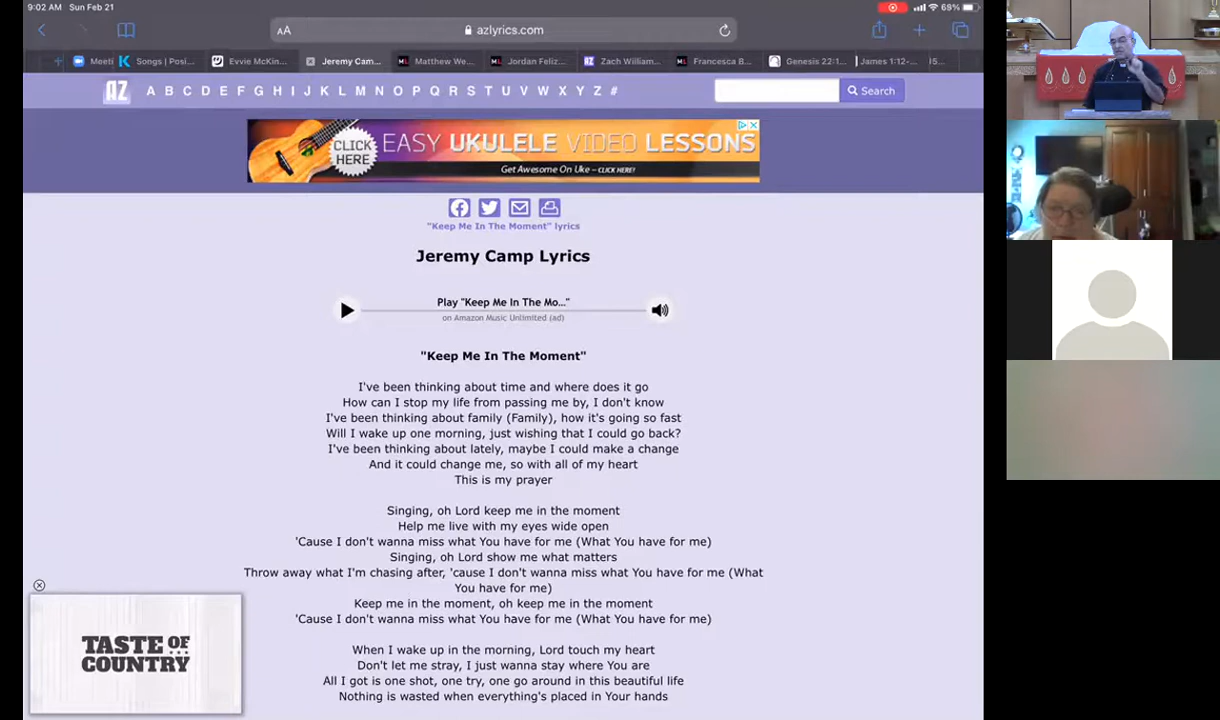 9:02 AM Sun Feb 21
68%
AA
azlyrics.com
Meeti
Songs | Posi...
Evvie McKin...
Jeremy Cam...
Matthew We...
Jordan Feliz...
Zach William...
Francesca B...
Genesis 22:1...
James 1:12-...
AZ
A B C D E F G H I J K L M N O P Q R S T U V W X Y Z #
Search
CLICK HERE
EASY UKULELE VIDEO LESSONS
Get Awesome On Uke – CLICK HERE!
"Keep Me In The Moment" lyrics
Jeremy Camp Lyrics
Play "Keep Me In The Mo..."
on Amazon Music Unlimited (ad)
"Keep Me In The Moment"
I've been thinking about time and where does it go
How can I stop my life from passing me by, I don't know
I've been thinking about family (Family), how it's going so fast
Will I wake up one morning, just wishing that I could go back?
I've been thinking about lately, maybe I could make a change
And it could change me, so with all of my heart
This is my prayer
Singing, oh Lord keep me in the moment
Help me live with my eyes wide open
'Cause I don't wanna miss what You have for me (What You have for me)
Singing, oh Lord show me what matters
Throw away what I'm chasing after, 'cause I don't wanna miss what You have for me (What
You have for me)
Keep me in the moment, oh keep me in the moment
'Cause I don't wanna miss what You have for me (What You have for me)
When I wake up in the morning, Lord touch my heart
Don't let me stray, I just wanna stay where You are
All I got is one shot, one try, one go around in this beautiful life
Nothing is wasted when everything's placed in Your hands
TASTE OF
COUNTRY